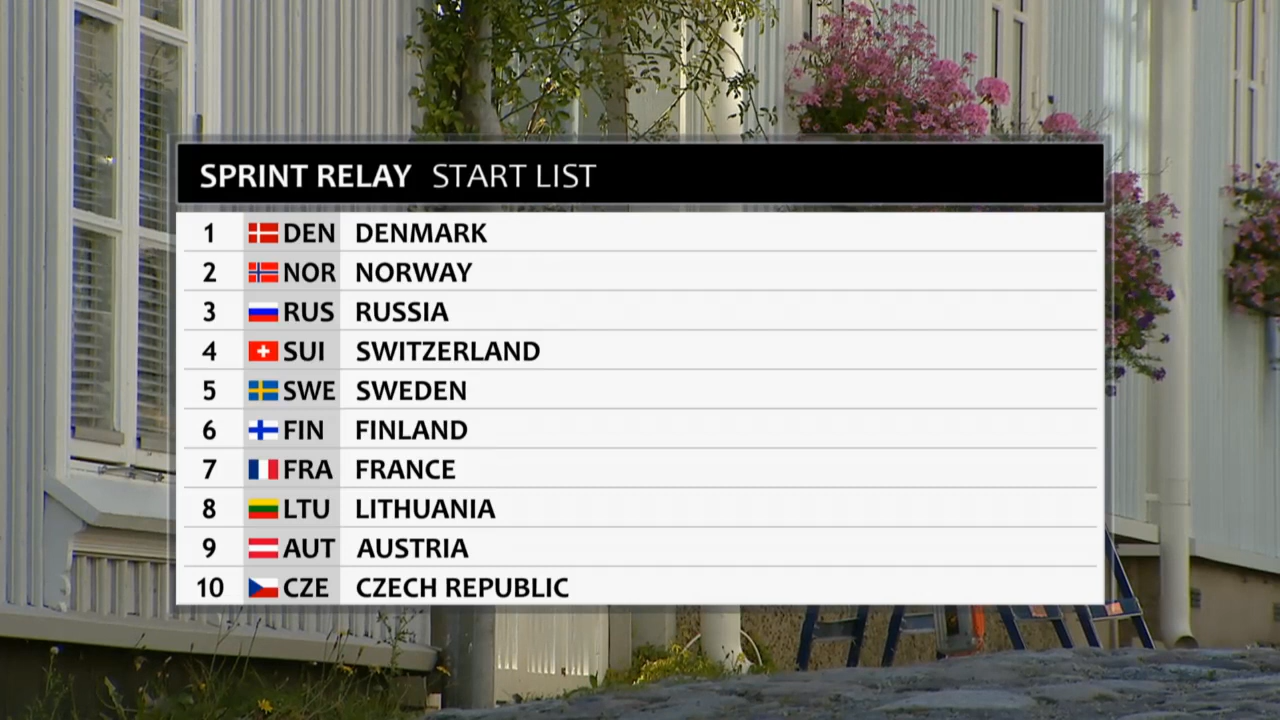 SPRINT RELAY START LIST
1 DEN DENMARK
2 NOR NORWAY
3 RUS RUSSIA
4 SUI SWITZERLAND
5 SWE SWEDEN
6 FIN FINLAND
7 FRA FRANCE
8 LTU LITHUANIA
9 AUT AUSTRIA
10 CZE CZECH REPUBLIC